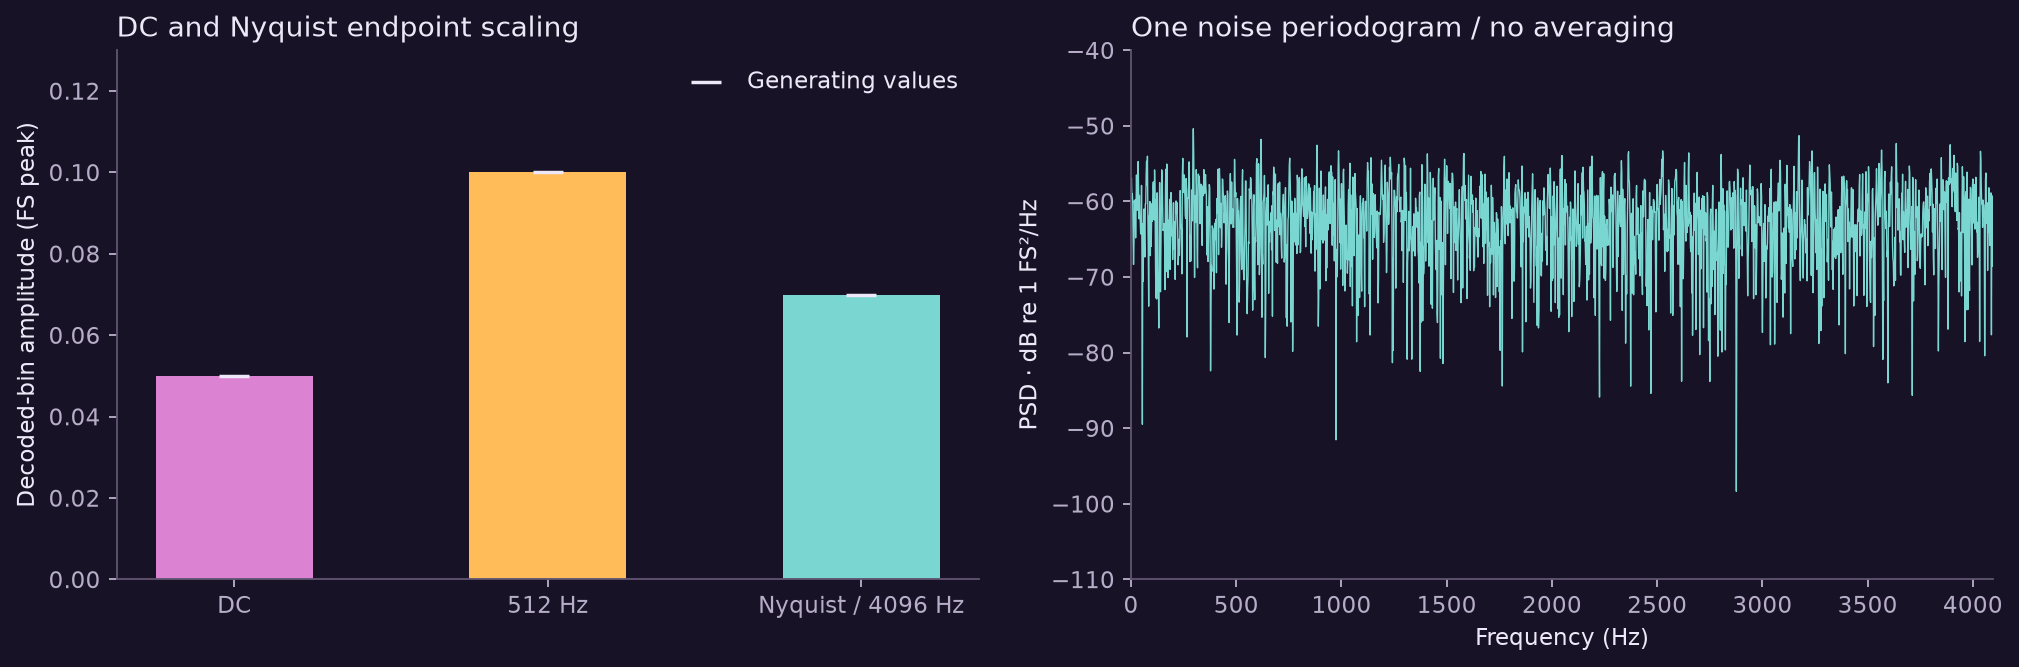 DC and Nyquist endpoint scaling
Generating values
Decoded-bin amplitude (FS peak)
0.12
0.10
0.08
0.06
0.04
0.02
0.00
DC
512 Hz
Nyquist / 4096 Hz
One noise periodogram / no averaging
PSD · dB re 1 FS²/Hz
−40
−50
−60
−70
−80
−90
−100
−110
0
500
1000
1500
2000
2500
3000
3500
4000
Frequency (Hz)